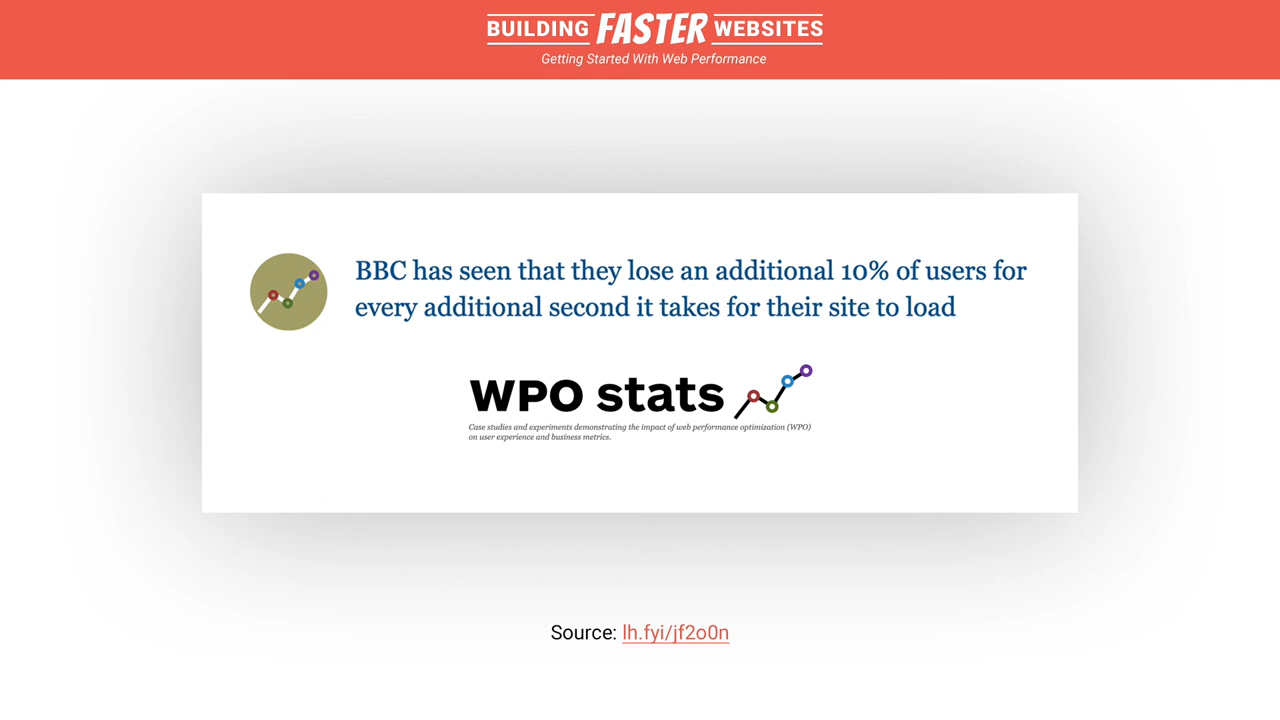 BUILDING FASTER WEBSITES
Getting Started With Web Performance
BBC has seen that they lose an additional 10% of users for
every additional second it takes for their site to load
WPO stats
Case studies and experiments demonstrating the impact of web performance optimization (WPO)
on user experience and business metrics.
Source: lh.fyi/jf2o0n